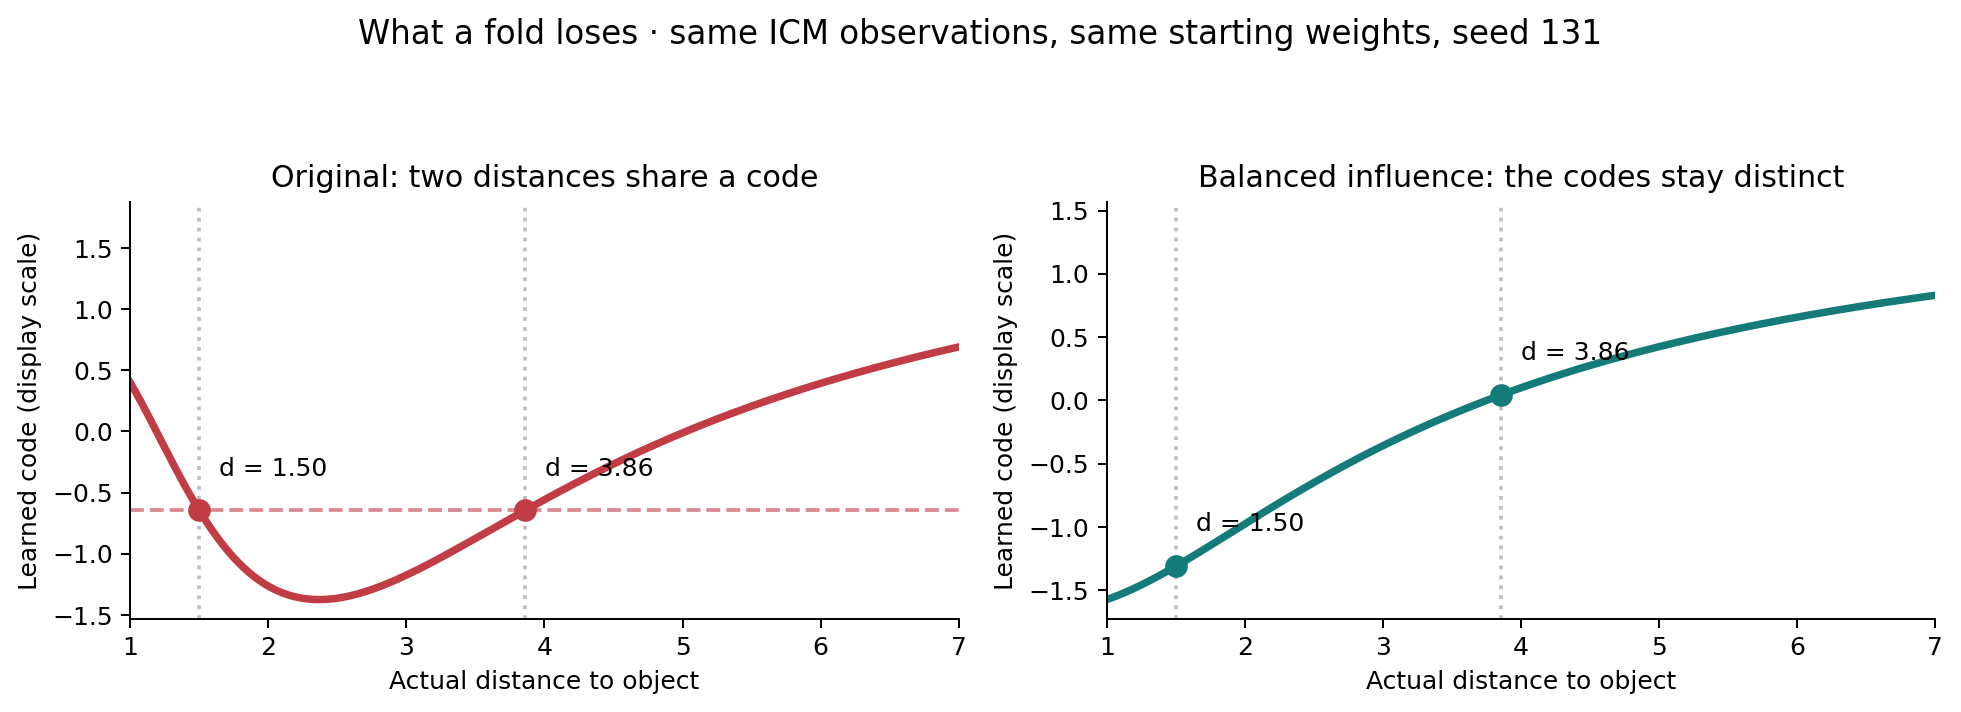 What a fold loses · same ICM observations, same starting weights, seed 131
Original: two distances share a code
Learned code (display scale)
1.5
1.0
0.5
0.0
−0.5
−1.0
−1.5
d = 1.50
d = 3.86
1 2 3 4 5 6 7
Actual distance to object
Balanced influence: the codes stay distinct
Learned code (display scale)
1.5
1.0
0.5
0.0
−0.5
−1.0
−1.5
d = 3.86
d = 1.50
1 2 3 4 5 6 7
Actual distance to object